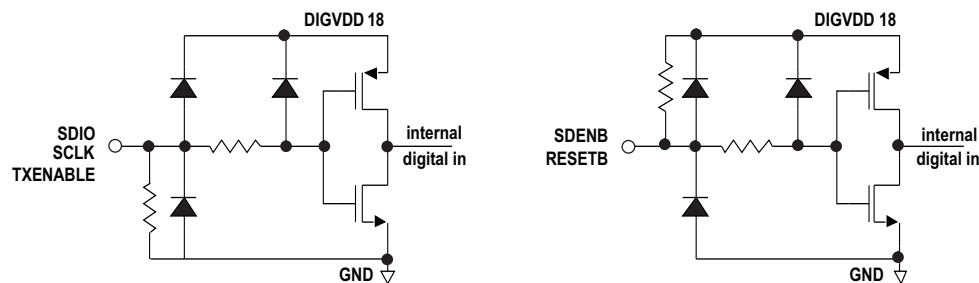 DIGVDD 18
SDIO
SCLK
TXENABLE
internal
digital in
GND
DIGVDD 18
SDENB
RESETB
internal
digital in
GND